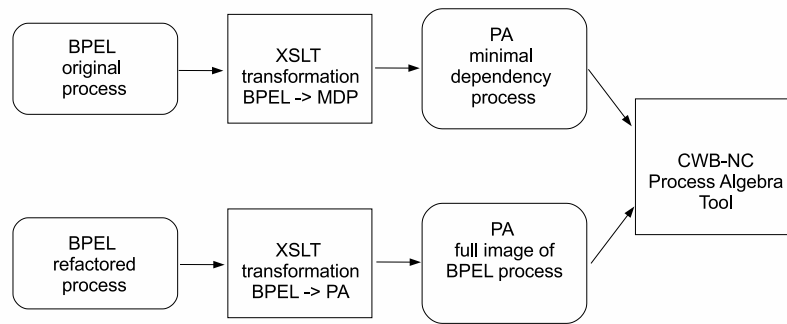 BPEL
original
process
XSLT
transformation
BPEL -> MDP
PA
minimal
dependency
process
CWB-NC
Process Algebra
Tool
BPEL
refactored
process
XSLT
transformation
BPEL -> PA
PA
full image of
BPEL process